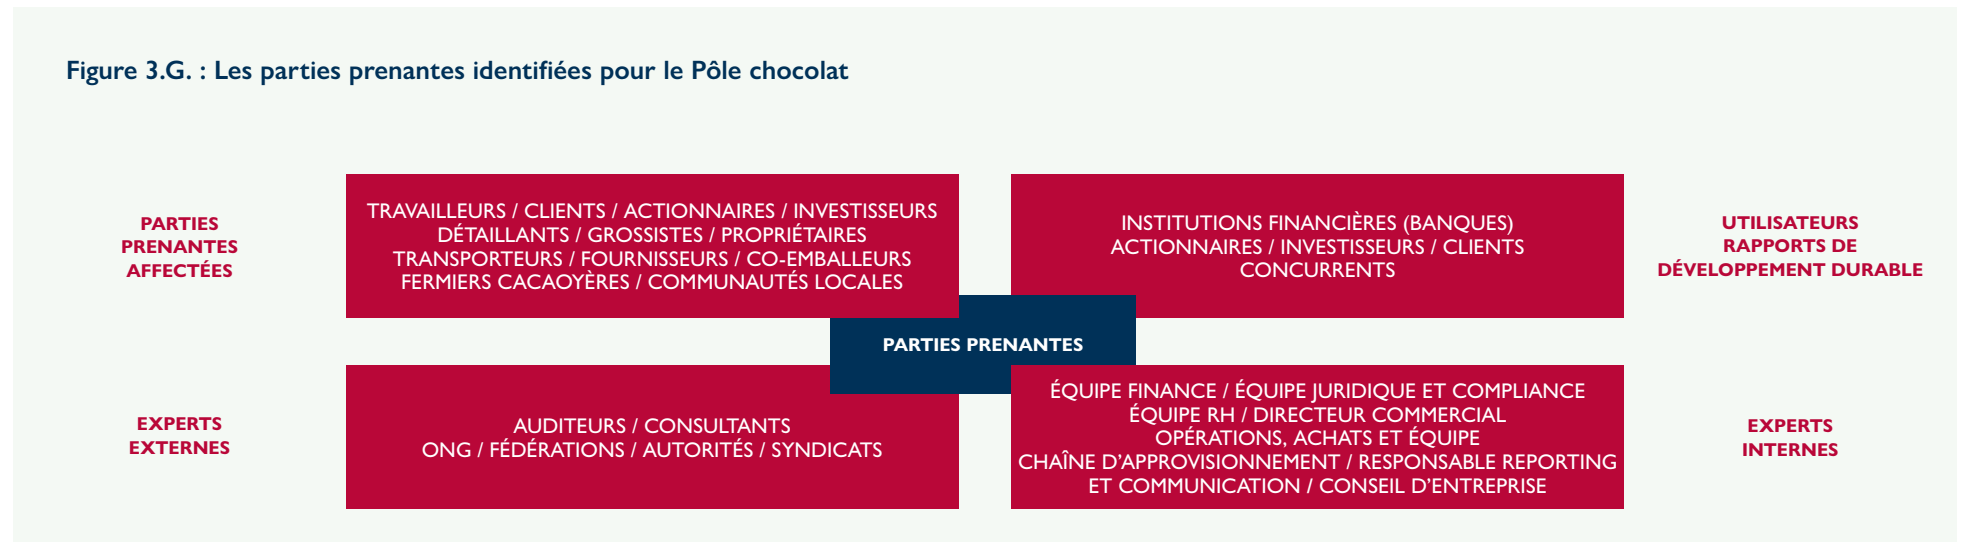 Figure 3.G. : Les parties prenantes identifiées pour le Pôle chocolat
PARTIES
PRENANTES
AFFECTÉES
TRAVAILLEURS / CLIENTS / ACTIONNAIRES / INVESTISSEURS
DÉTAILLANTS / GROSSISTES / PROPRIÉTAIRES
TRANSPORTEURS / FOURNISSEURS / CO-EMBALLEURS
FERMIERS CACAOYÈRES / COMMUNAUTÉS LOCALES
INSTITUTIONS FINANCIÈRES (BANQUES)
ACTIONNAIRES / INVESTISSEURS / CLIENTS
CONCURRENTS
UTILISATEURS
RAPPORTS DE
DÉVELOPPEMENT DURABLE
PARTIES PRENANTES
EXPERTS
EXTERNES
AUDITEURS / CONSULTANTS
ONG / FÉDÉRATIONS / AUTORITÉS / SYNDICATS
ÉQUIPE FINANCE / ÉQUIPE JURIDIQUE ET COMPLIANCE
ÉQUIPE RH / DIRECTEUR COMMERCIAL
OPÉRATIONS, ACHATS ET ÉQUIPE
CHAÎNE D'APPROVISIONNEMENT / RESPONSABLE REPORTING
ET COMMUNICATION / CONSEIL D'ENTREPRISE
EXPERTS
INTERNES